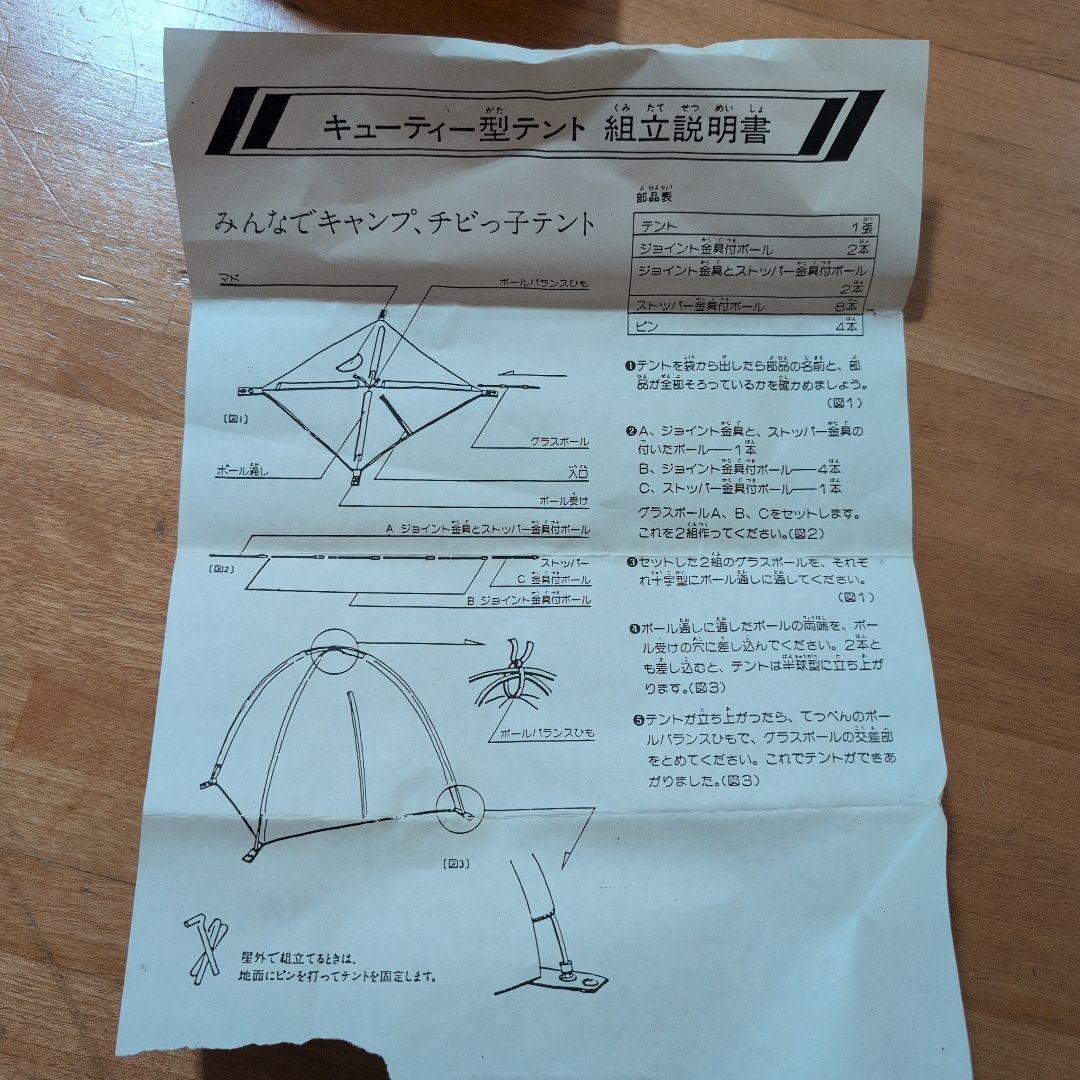 キューティー型テント 組立説明書
みんなでキャンプ、チビっ子テント
部品表
テント 1張
ジョイント金具付ポール 2本
ジョイント金具とストッパー金具付ポール
2本
ストッパー金具付ポール 8本
ピン 4本
マド
ポールバランスひも
〔図1〕
グラスポール
ポール通し
入口
ポール受け
A ジョイント金具とストッパー金具付ポール
〔図2〕
ストッパー
C 金具付ポール
B ジョイント金具付ポール
ポールバランスひも
〔図3〕
屋外で組立てるときは、
地面にピンを打ってテントを固定します。
❶テントを袋から出したら部品の名前と、部
品が全部そろっているかを確かめましょう。
(図1)
❷A、ジョイント金具と、ストッパー金具の
付いたポール──1本
B、ジョイント金具付ポール──4本
C、ストッパー金具付ポール──1本
グラスポールA、B、Cをセットします。
これを2組作ってください。(図2)
❸セットした2組のグラスポールを、それぞ
れ十字型にポール通しに通してください。
(図1)
❹ポール通しに通したポールの両端を、ポー
ル受けの穴に差し込んでください。2本と
も差し込むと、テントは半球型に立ち上が
ります。(図3)
❺テントが立ち上がったら、てっぺんのポー
ルバランスひもで、グラスポールの交差部
をとめてください。これでテントができあ
がりました。(図3)